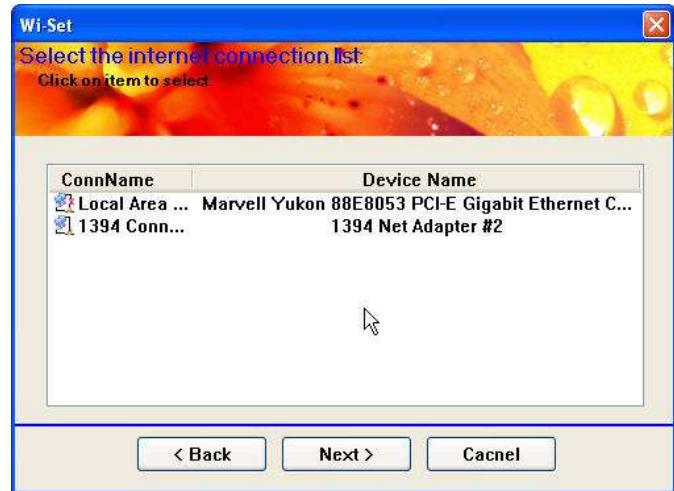 Wi-Set
Select the internet connection list:
Click on item to select
ConnName Device Name
Local Area ... Marvell Yukon 88E8053 PCI-E Gigabit Ethernet C...
1394 Conn... 1394 Net Adapter #2
< Back Next > Cacnel